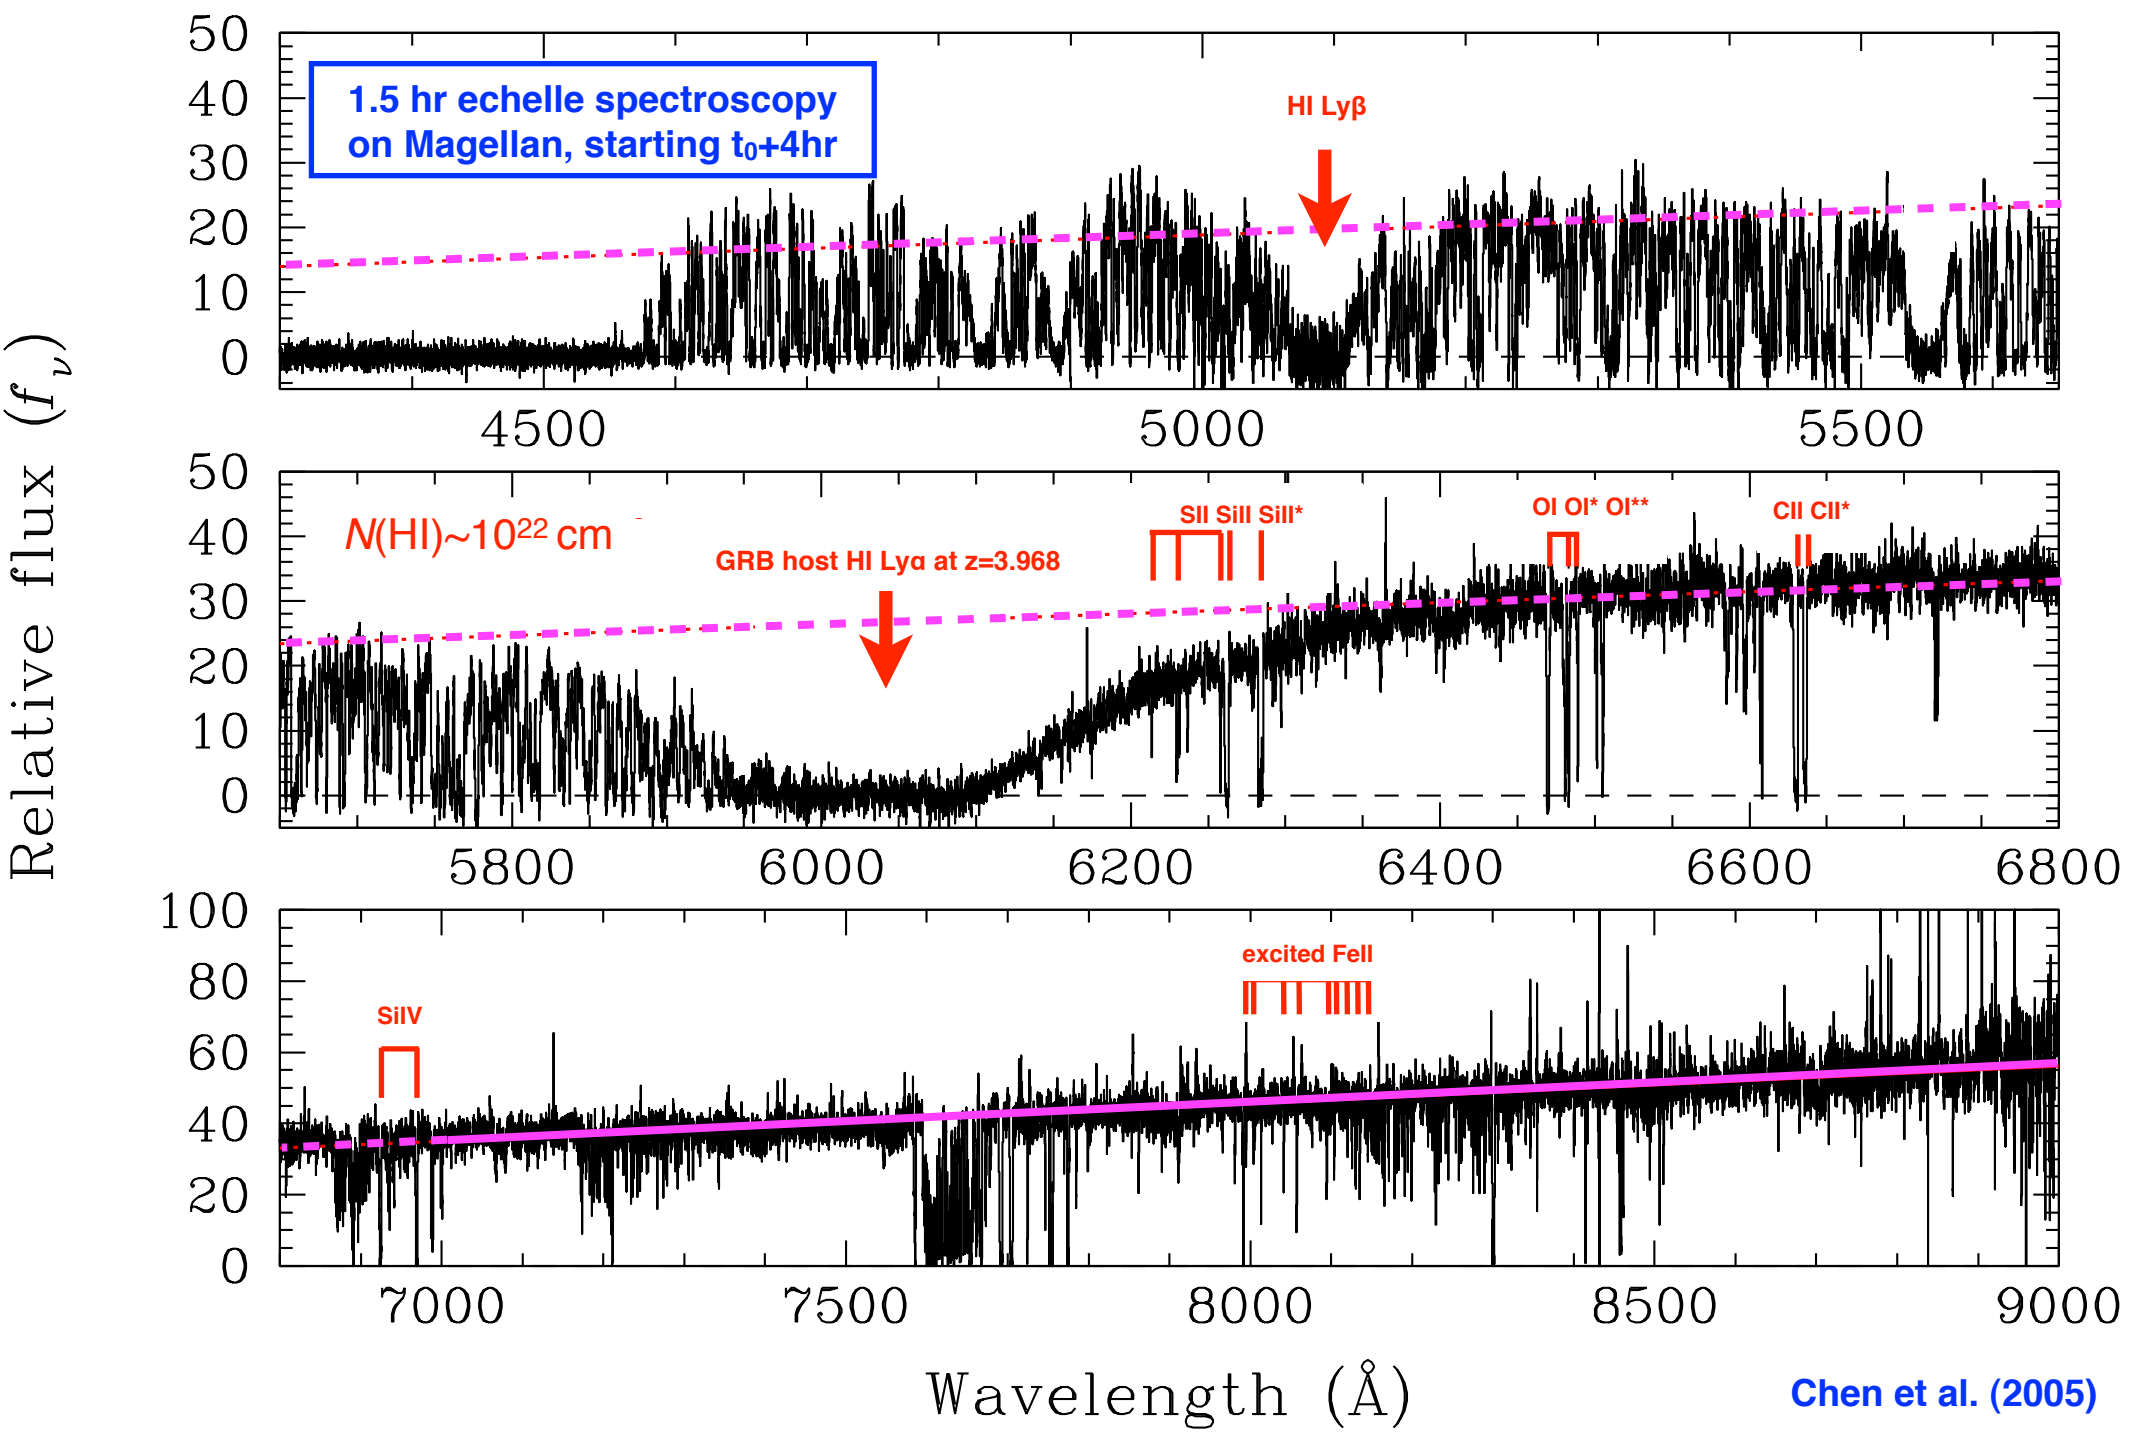 50
40
30
20
10
0
1.5 hr echelle spectroscopy
on Magellan, starting t₀+4hr
HI Lyβ
4500 5000 5500
50
40
30
20
10
0
N(HI)~10²² cm
GRB host HI Lyα at z=3.968
SII SiII SiII*
OI OI* OI**
CII CII*
5800 6000 6200 6400 6600 6800
100
80
60
40
20
0
SiIV
excited FeII
7000 7500 8000 8500 9000
Relative flux (f ν)
Wavelength (Å)
Chen et al. (2005)